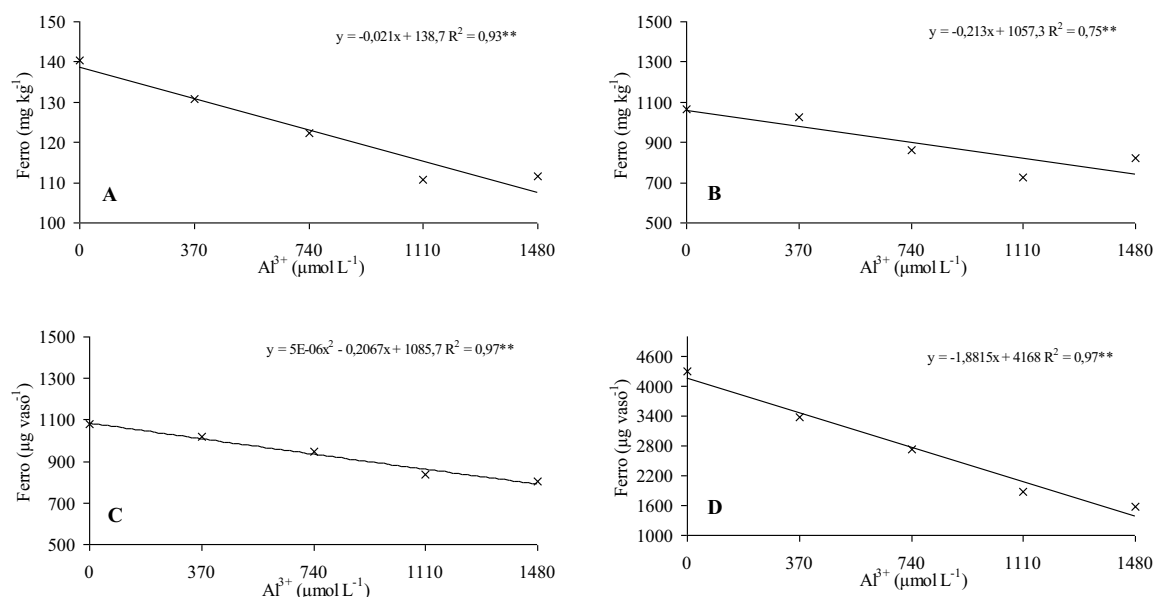 y = -0,021x + 138,7 R² = 0,93**
150
140
130
120
110
100
Ferro (mg kg⁻¹)
A
0 370 740 1110 1480
Al³⁺ (µmol L⁻¹)
y = -0,213x + 1057,3 R² = 0,75**
1500
1300
1100
900
700
500
Ferro (mg kg⁻¹)
B
0 370 740 1110 1480
Al³⁺ (µmol L⁻¹)
y = 5E-06x² - 0,2067x + 1085,7 R² = 0,97**
1500
1300
1100
900
700
500
Ferro (µg vaso⁻¹)
C
0 370 740 1110 1480
Al³⁺ (µmol L⁻¹)
y = -1,8815x + 4168 R² = 0,97**
4600
4000
3400
2800
2200
1600
1000
Ferro (µg vaso⁻¹)
D
0 370 740 1110 1480
Al³⁺ (µmol L⁻¹)